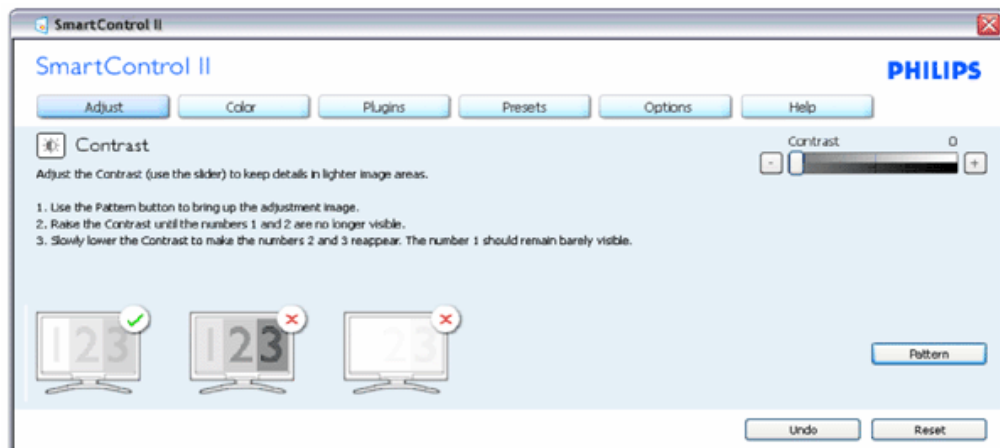 SmartControl II
SmartControl II
PHILIPS
Adjust Color Plugins Presets Options Help
Contrast
Contrast 0
- +
Adjust the Contrast (use the slider) to keep details in lighter image areas.
1. Use the Pattern button to bring up the adjustment image.
2. Raise the Contrast until the numbers 1 and 2 are no longer visible.
3. Slowly lower the Contrast to make the numbers 2 and 3 reappear. The number 1 should remain barely visible.
123 123 23
Pattern
Undo Reset